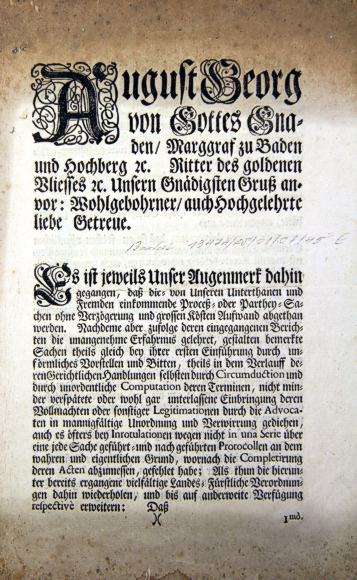 August Georg
von Gottes Gna-
den/ Marggraf zu Baden
und Hochberg ꝛc. Ritter des goldenen
Vliesses ꝛc. Unsern Gnädigsten Gruß an-
vor: Wohlgebohrner/ auch Hochgelehrte
liebe Getreue.
Es ist jeweils Unser Augenmerk dahin
gegangen, daß die von Unseren Unterthanen und
Fremden einkommende Proceß- oder Parthey-Sa-
chen ohne Verzögerung und grossen Kösten Aufwand abgethan
werden. Nachdeme aber zufolge deren eingegangenen Berich-
ten die unangenehme Erfahrnis gelehret, gestalten bemerkte
Sachen theils gleich bey ihrer ersten Einführung durch un-
förmliches Vorstellen und Bitten, theils in dem Verlauff de-
ren Gerichtlichen Handlungen selbsten durch Circumduction und
durch unordentliche Computation deren Terminen, nicht min-
der verspätete oder wohl gar unterlassene Einbringung deren
Vollmachten oder sonstiger Legitimationen durch die Advoca-
ten in mannigfältige Unordnung und Verwirrung gediehen,
auch es öfters bey Intotulationen wegen nicht in una Serie über
eine jede Sache geführt- und nach geführten Protocollen an dem
wahren und eigentlichen Grund, wornach die Completirung
deren Acten abzumessen, gefehlet habe; Als thun die hierun-
ter bereits ergangene vielfältige Landes-Fürstliche Verordnun-
gen dahin wiederholen, und bis auf anderweite Verfügung
respective erweitern: Daß
)( 1mò.